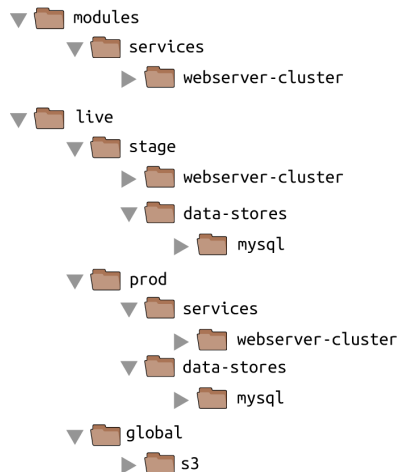 modules
services
webserver-cluster
live
stage
webserver-cluster
data-stores
mysql
prod
services
webserver-cluster
data-stores
mysql
global
s3